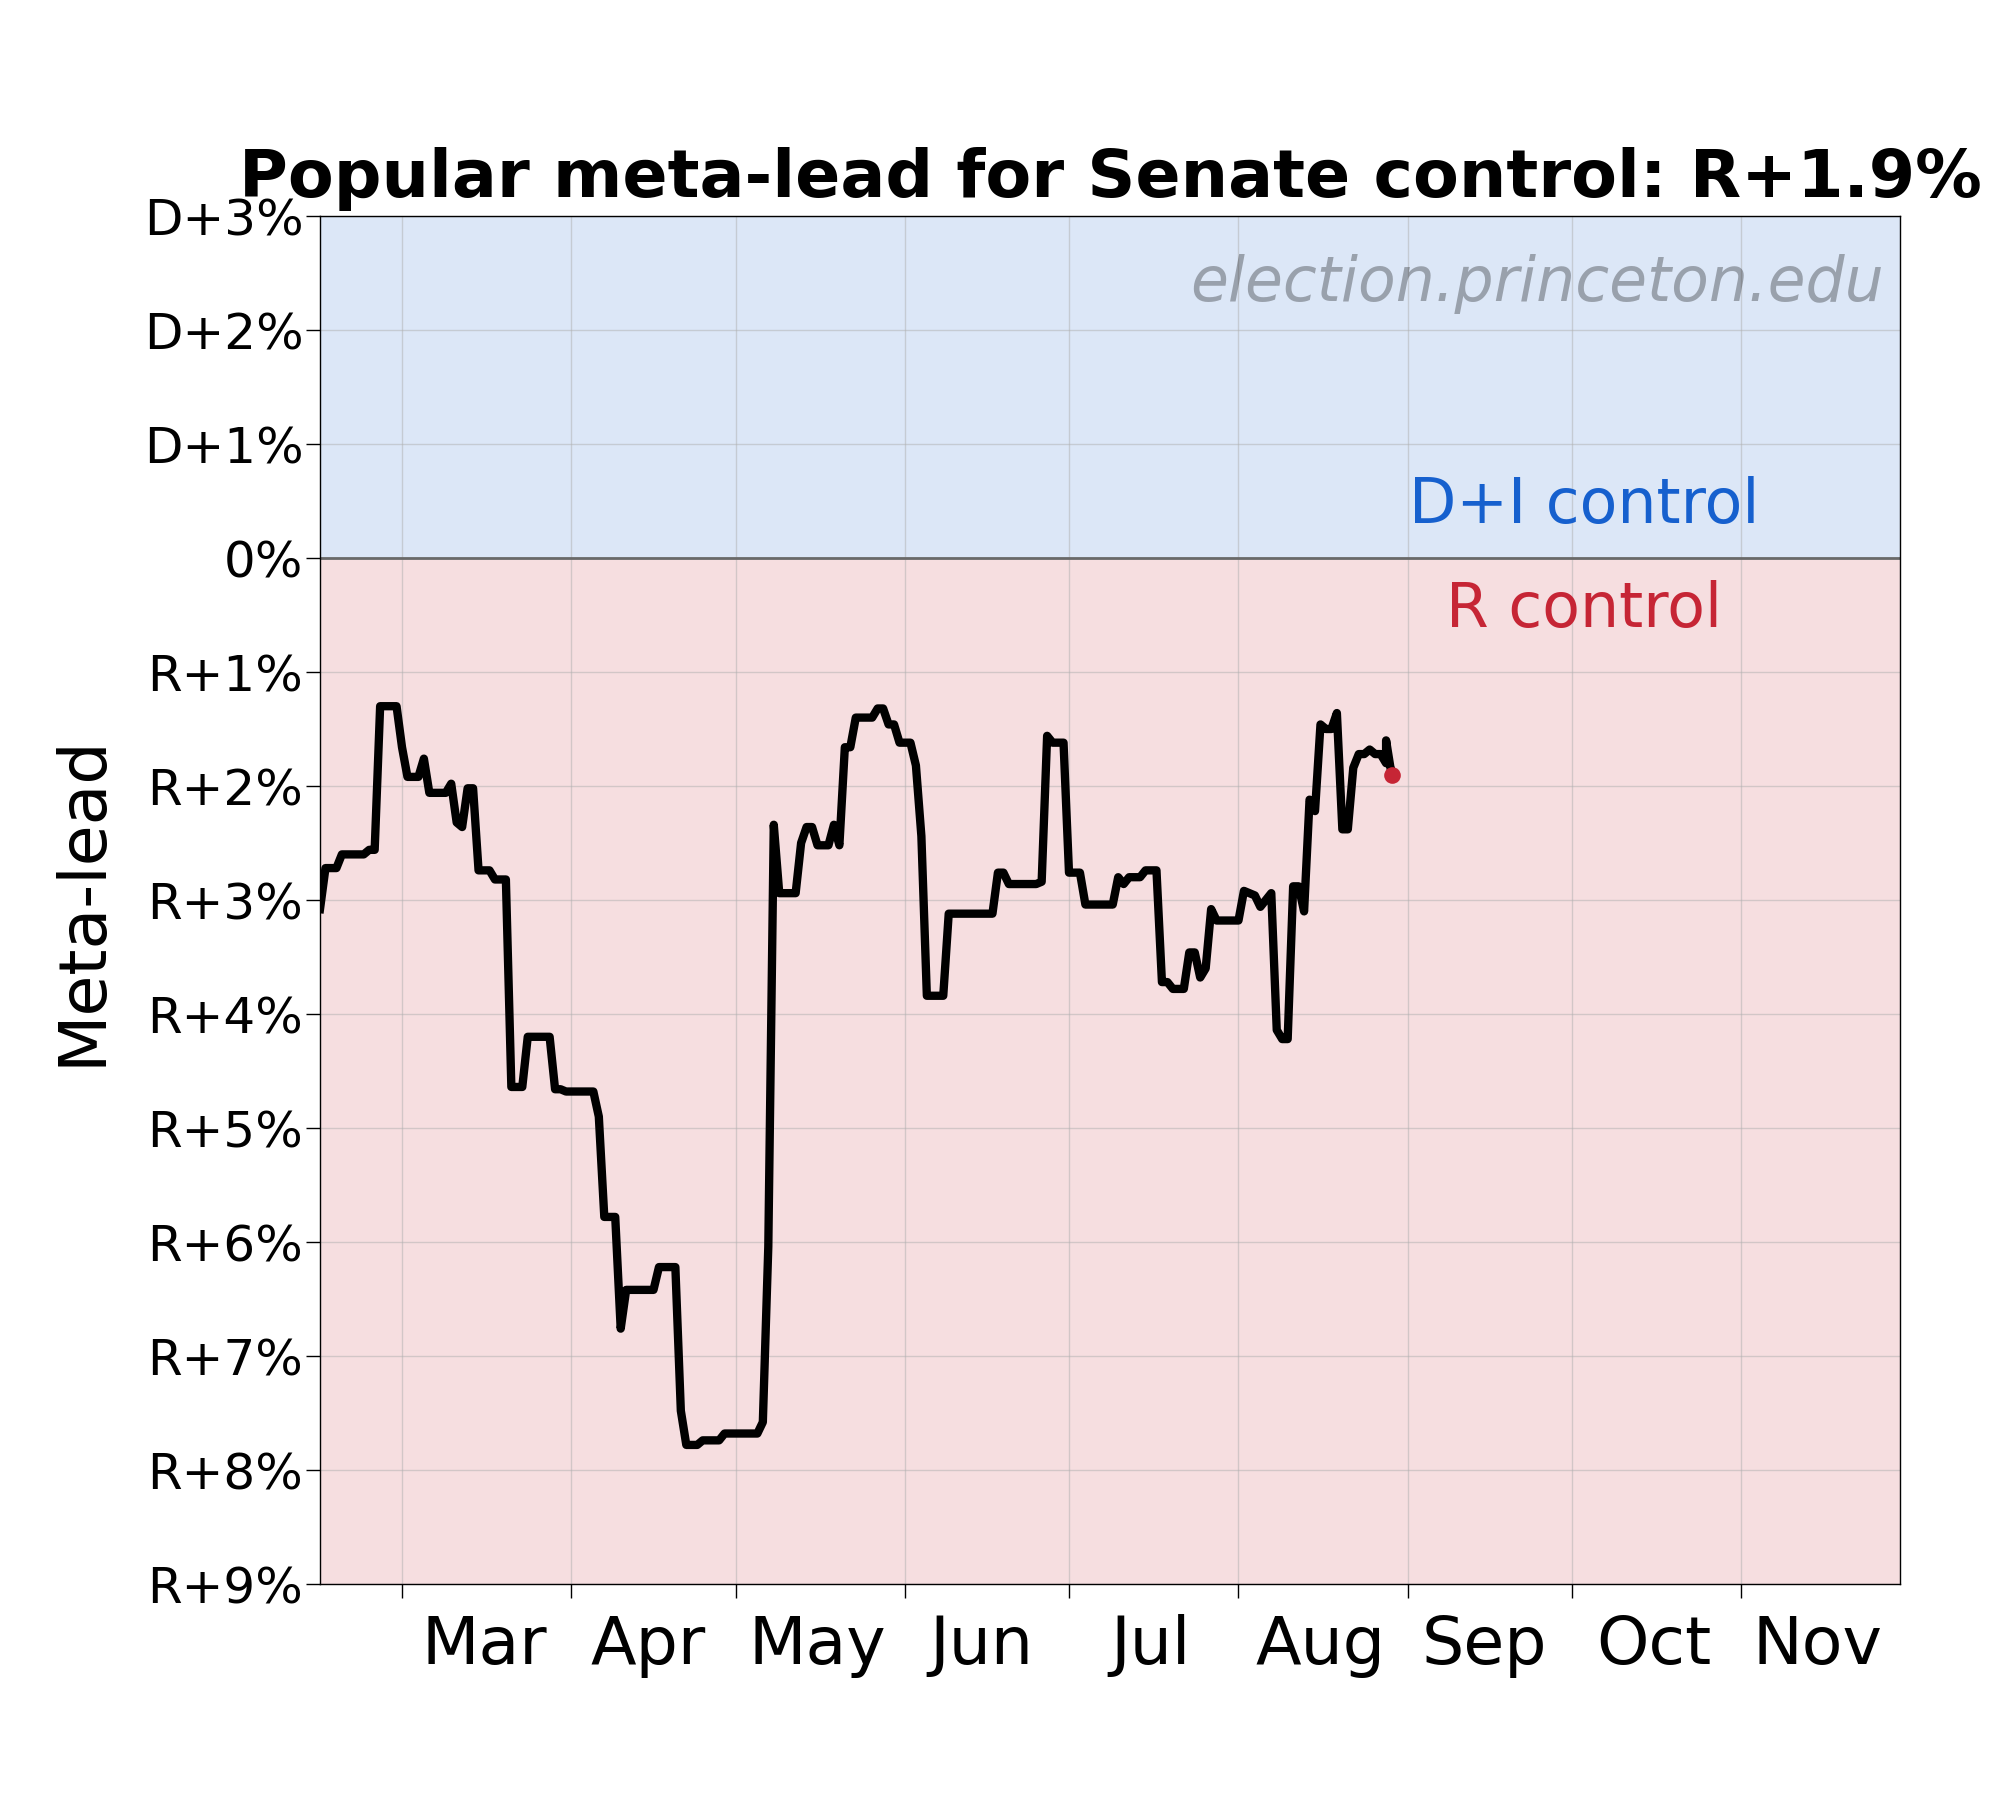 Popular meta-lead for Senate control: R+1.9%
D+3%
election.princeton.edu
D+2%
D+1%
D+I control
0%
R control
R+1%
R+2%
R+3%
Meta-lead
R+4%
R+5%
R+6%
R+7%
R+8%
R+9%
Mar Apr May Jun Jul Aug Sep Oct Nov